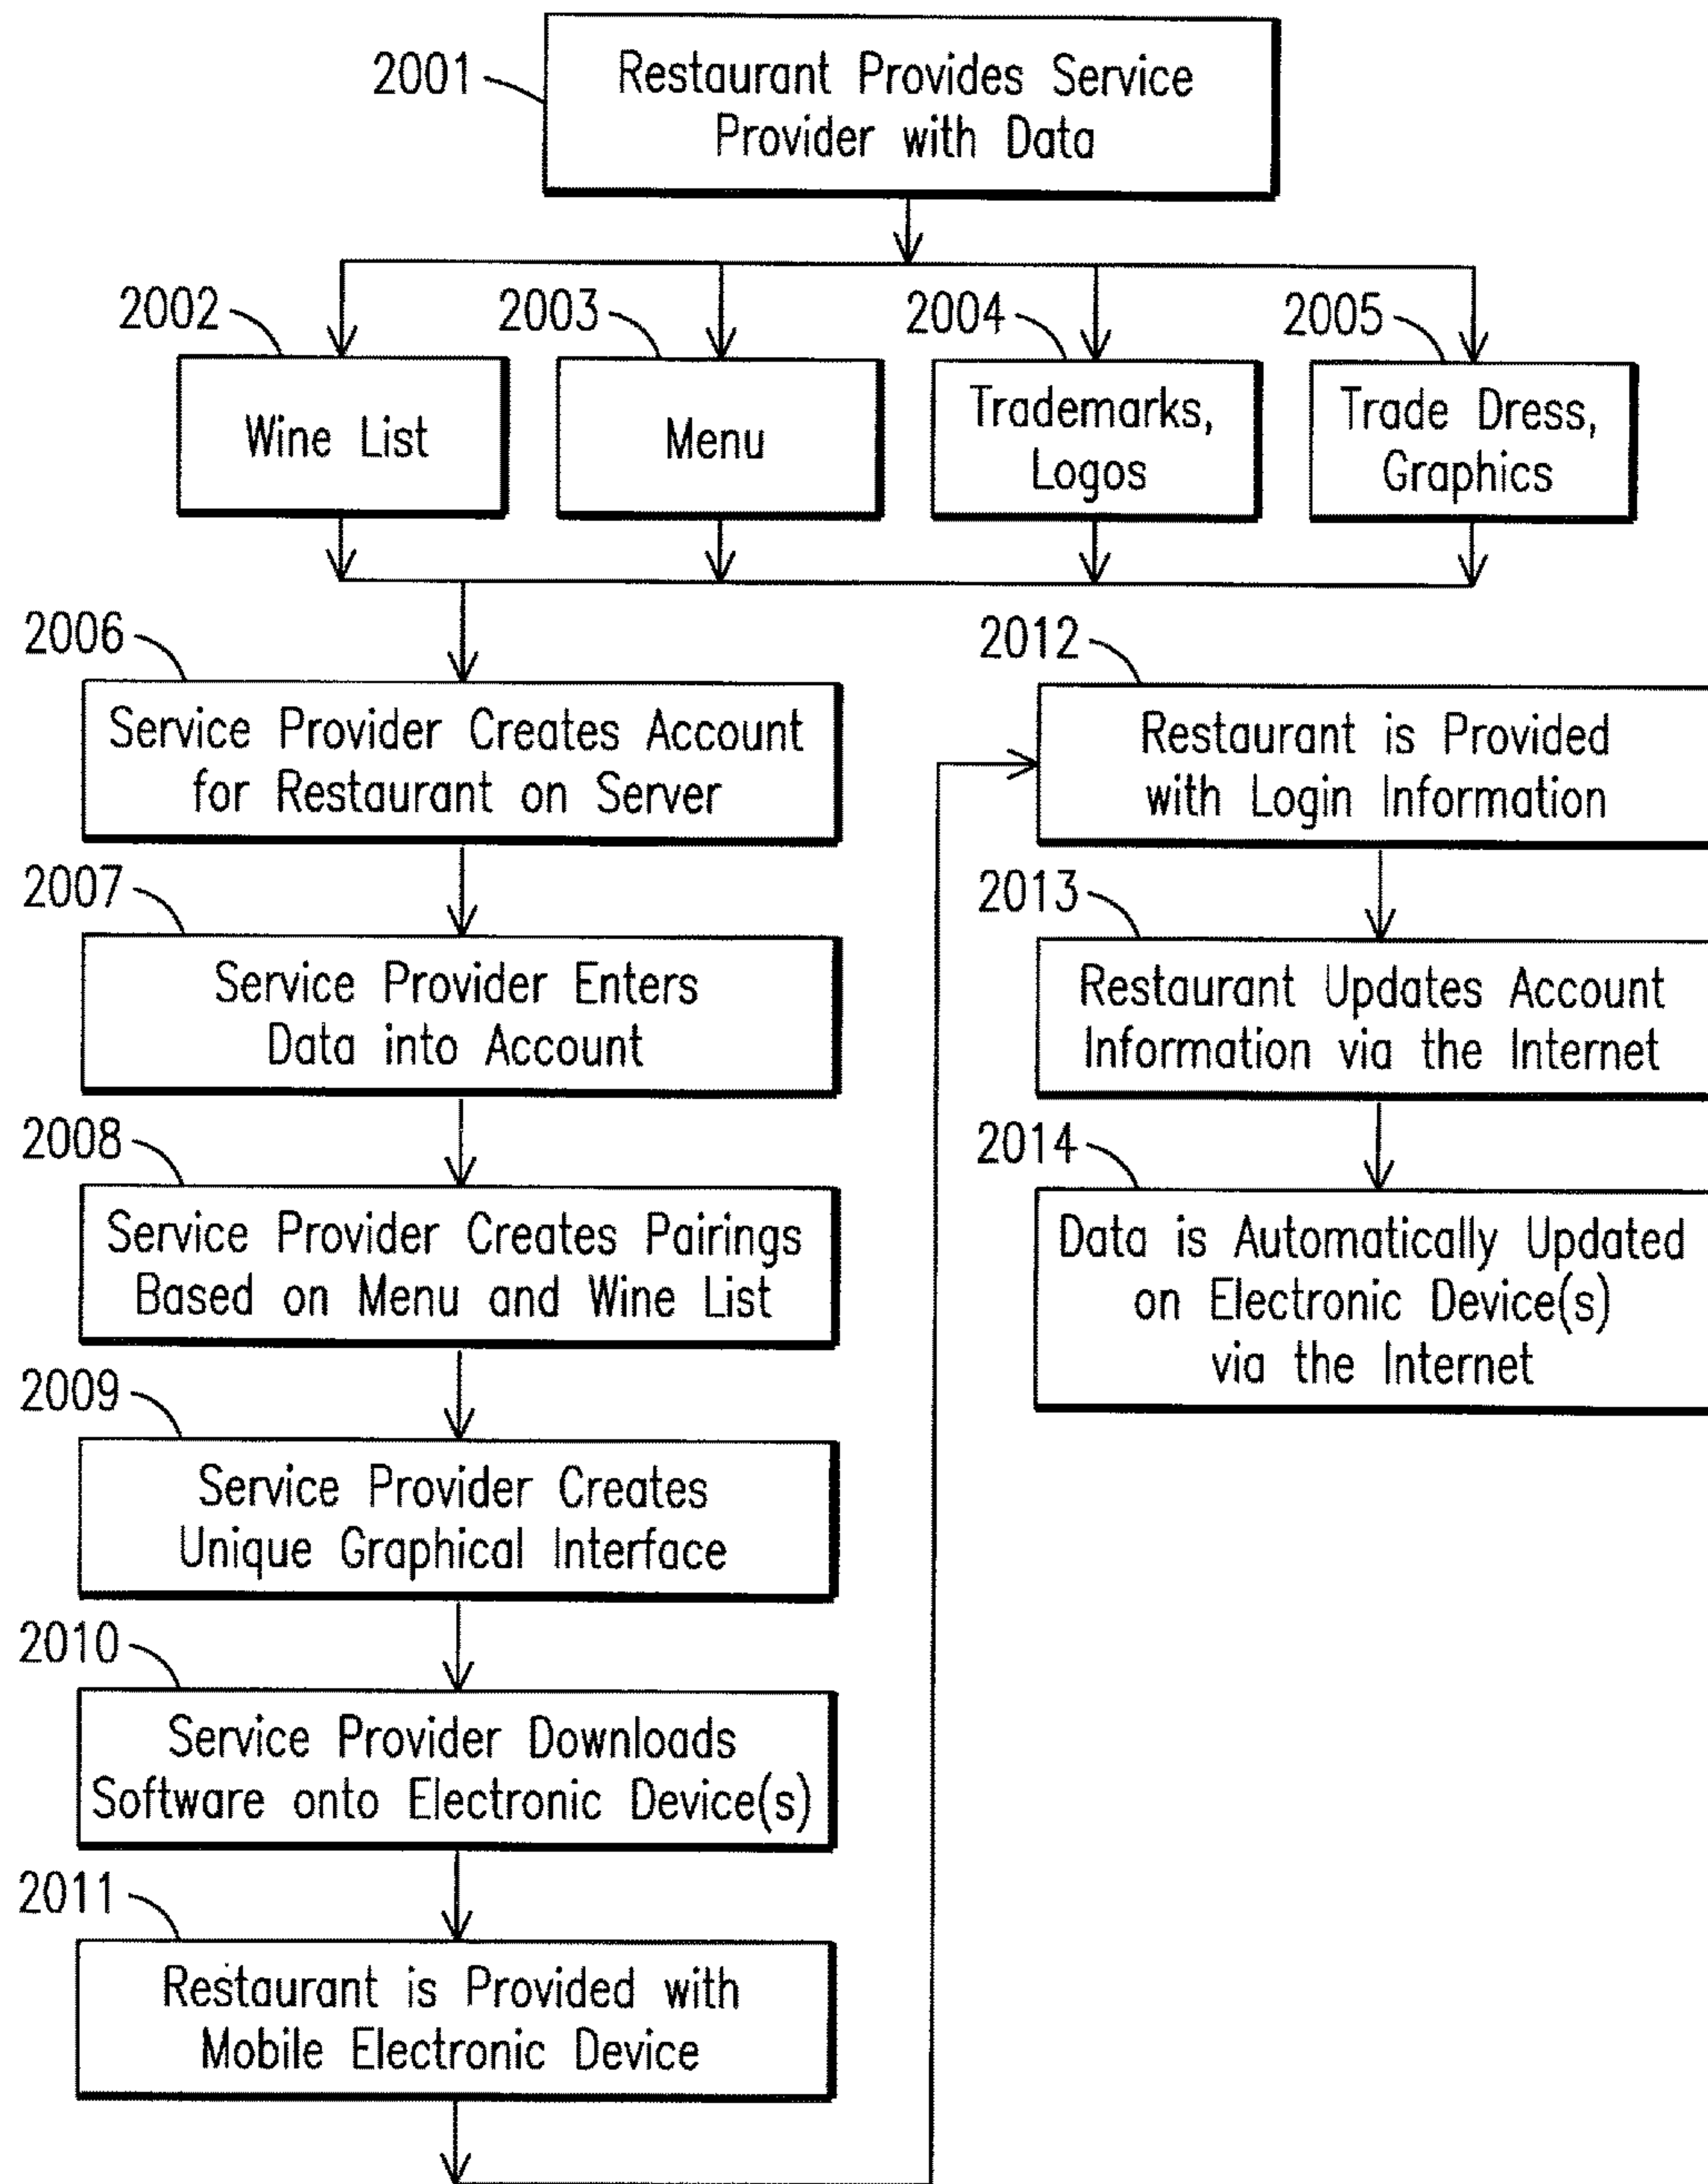 2001
Restaurant Provides Service
Provider with Data
2002
2003
2004
2005
Wine List
Menu
Trademarks,
Logos
Trade Dress,
Graphics
2006
Service Provider Creates Account
for Restaurant on Server
2007
Service Provider Enters
Data into Account
2008
Service Provider Creates Pairings
Based on Menu and Wine List
2009
Service Provider Creates
Unique Graphical Interface
2010
Service Provider Downloads
Software onto Electronic Device(s)
2011
Restaurant is Provided with
Mobile Electronic Device
2012
Restaurant is Provided
with Login Information
2013
Restaurant Updates Account
Information via the Internet
2014
Data is Automatically Updated
on Electronic Device(s)
via the Internet